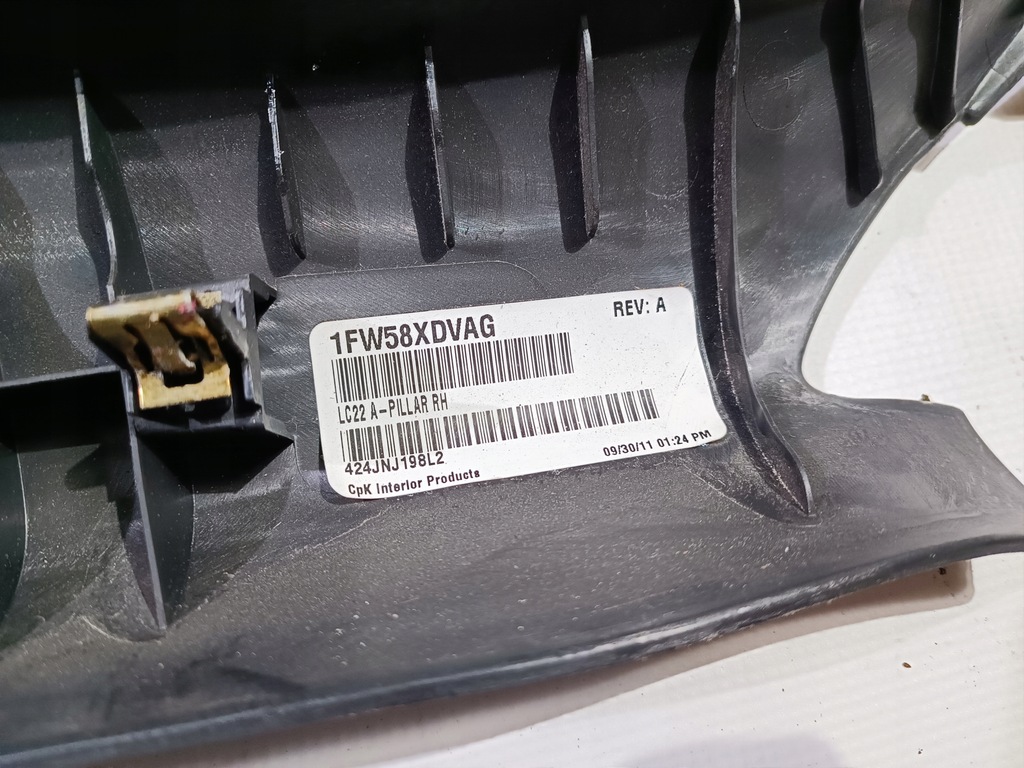 1FW58XDVAG REV: A
LC22 A-PILLAR RH
424JNJ198L2 09/30/11 01:24 PM
CpK Interior Products